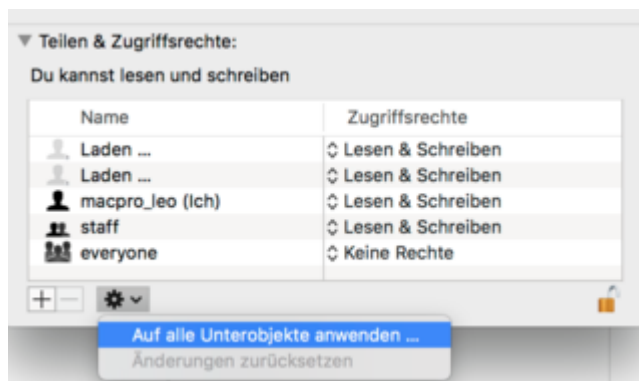 Teilen & Zugriffsrechte:
Du kannst lesen und schreiben
Name Zugriffsrechte
Laden ... Lesen & Schreiben
Laden ... Lesen & Schreiben
macpro_leo (Ich) Lesen & Schreiben
staff Lesen & Schreiben
everyone Keine Rechte
Auf alle Unterobjekte anwenden ...
Änderungen zurücksetzen